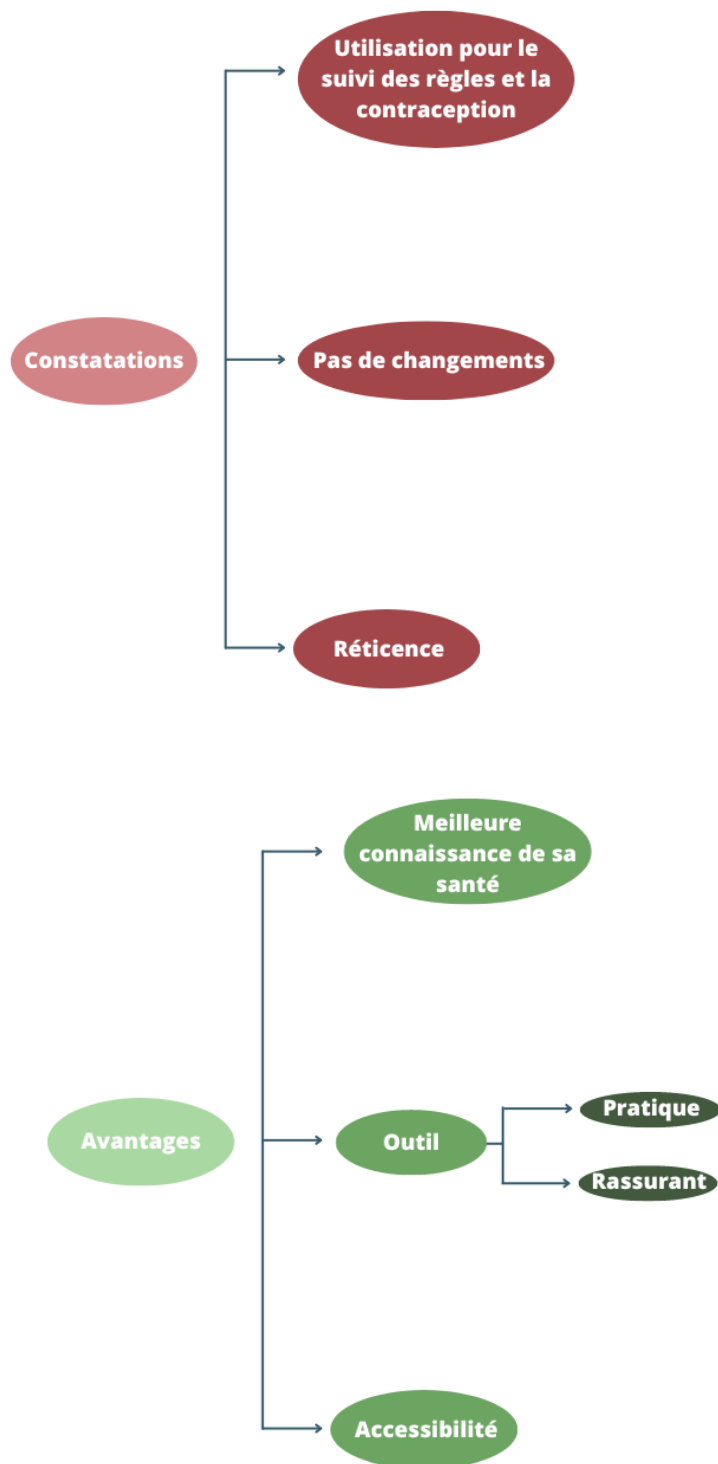 Utilisation pour le
suivi des règles et la
contraception
Constatations
Pas de changements
Réticence
Meilleure
connaissance de sa
santé
Avantages
Outil
Pratique
Rassurant
Accessibilité